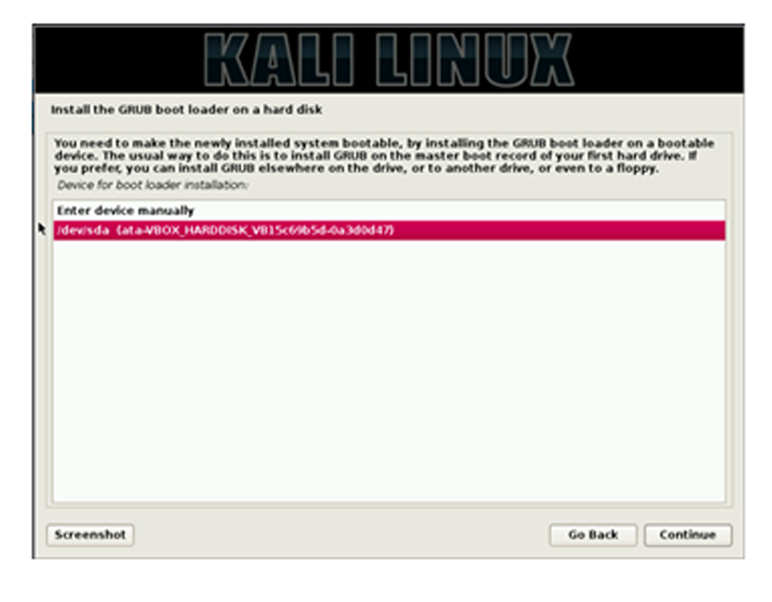 KALI LINUX
Install the GRUB boot loader on a hard disk
You need to make the newly installed system bootable, by installing the GRUB boot loader on a bootable
device. The usual way to do this is to install GRUB on the master boot record of your first hard drive. If
you prefer, you can install GRUB elsewhere on the drive, or to another drive, or even to a floppy.
Device for boot loader installation:
Enter device manually
/dev/sda (ata-VBOX_HARDDISK_VB15c69b5d-0a3d0d47)
Screenshot
Go Back
Continue